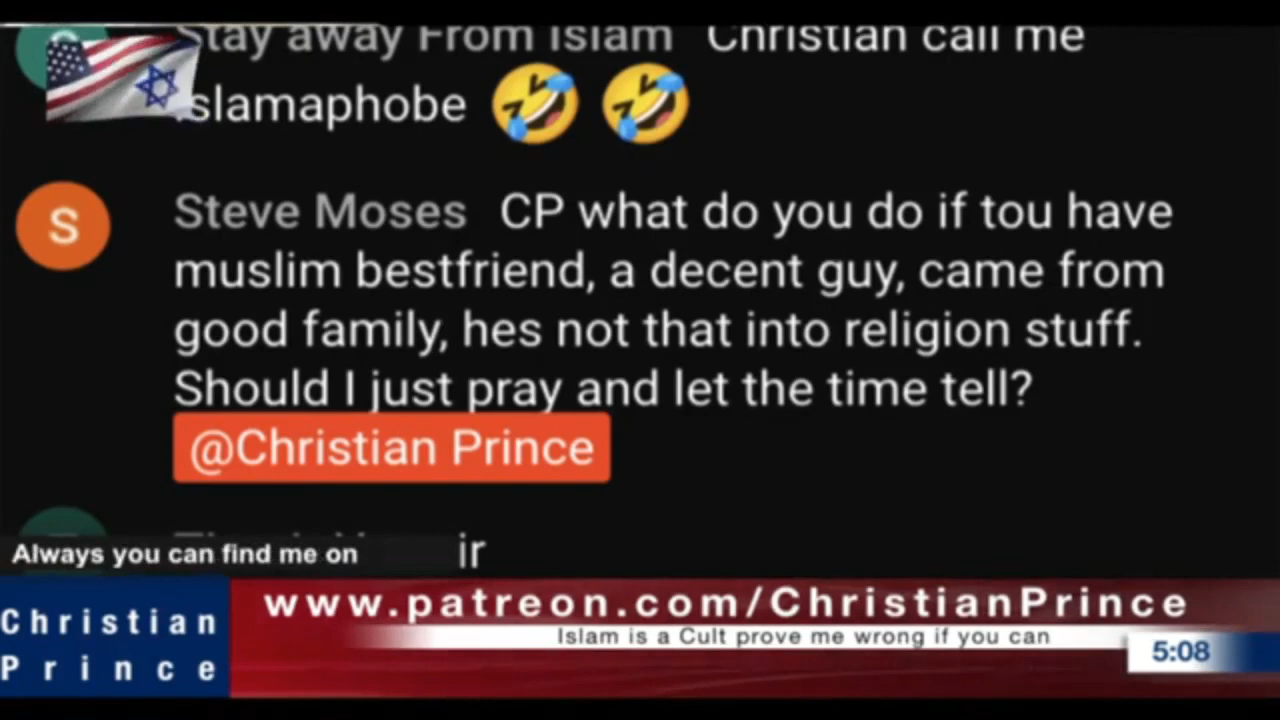 Stay away From Islam Christian call me
slamaphobe 🤣 🤣
S
Steve Moses CP what do you do if tou have
muslim bestfriend, a decent guy, came from
good family, hes not that into religion stuff.
Should I just pray and let the time tell?
@Christian Prince
ir
Always you can find me on
Christian
Prince
www.patreon.com/ChristianPrince
Islam is a Cult prove me wrong if you can
5:08